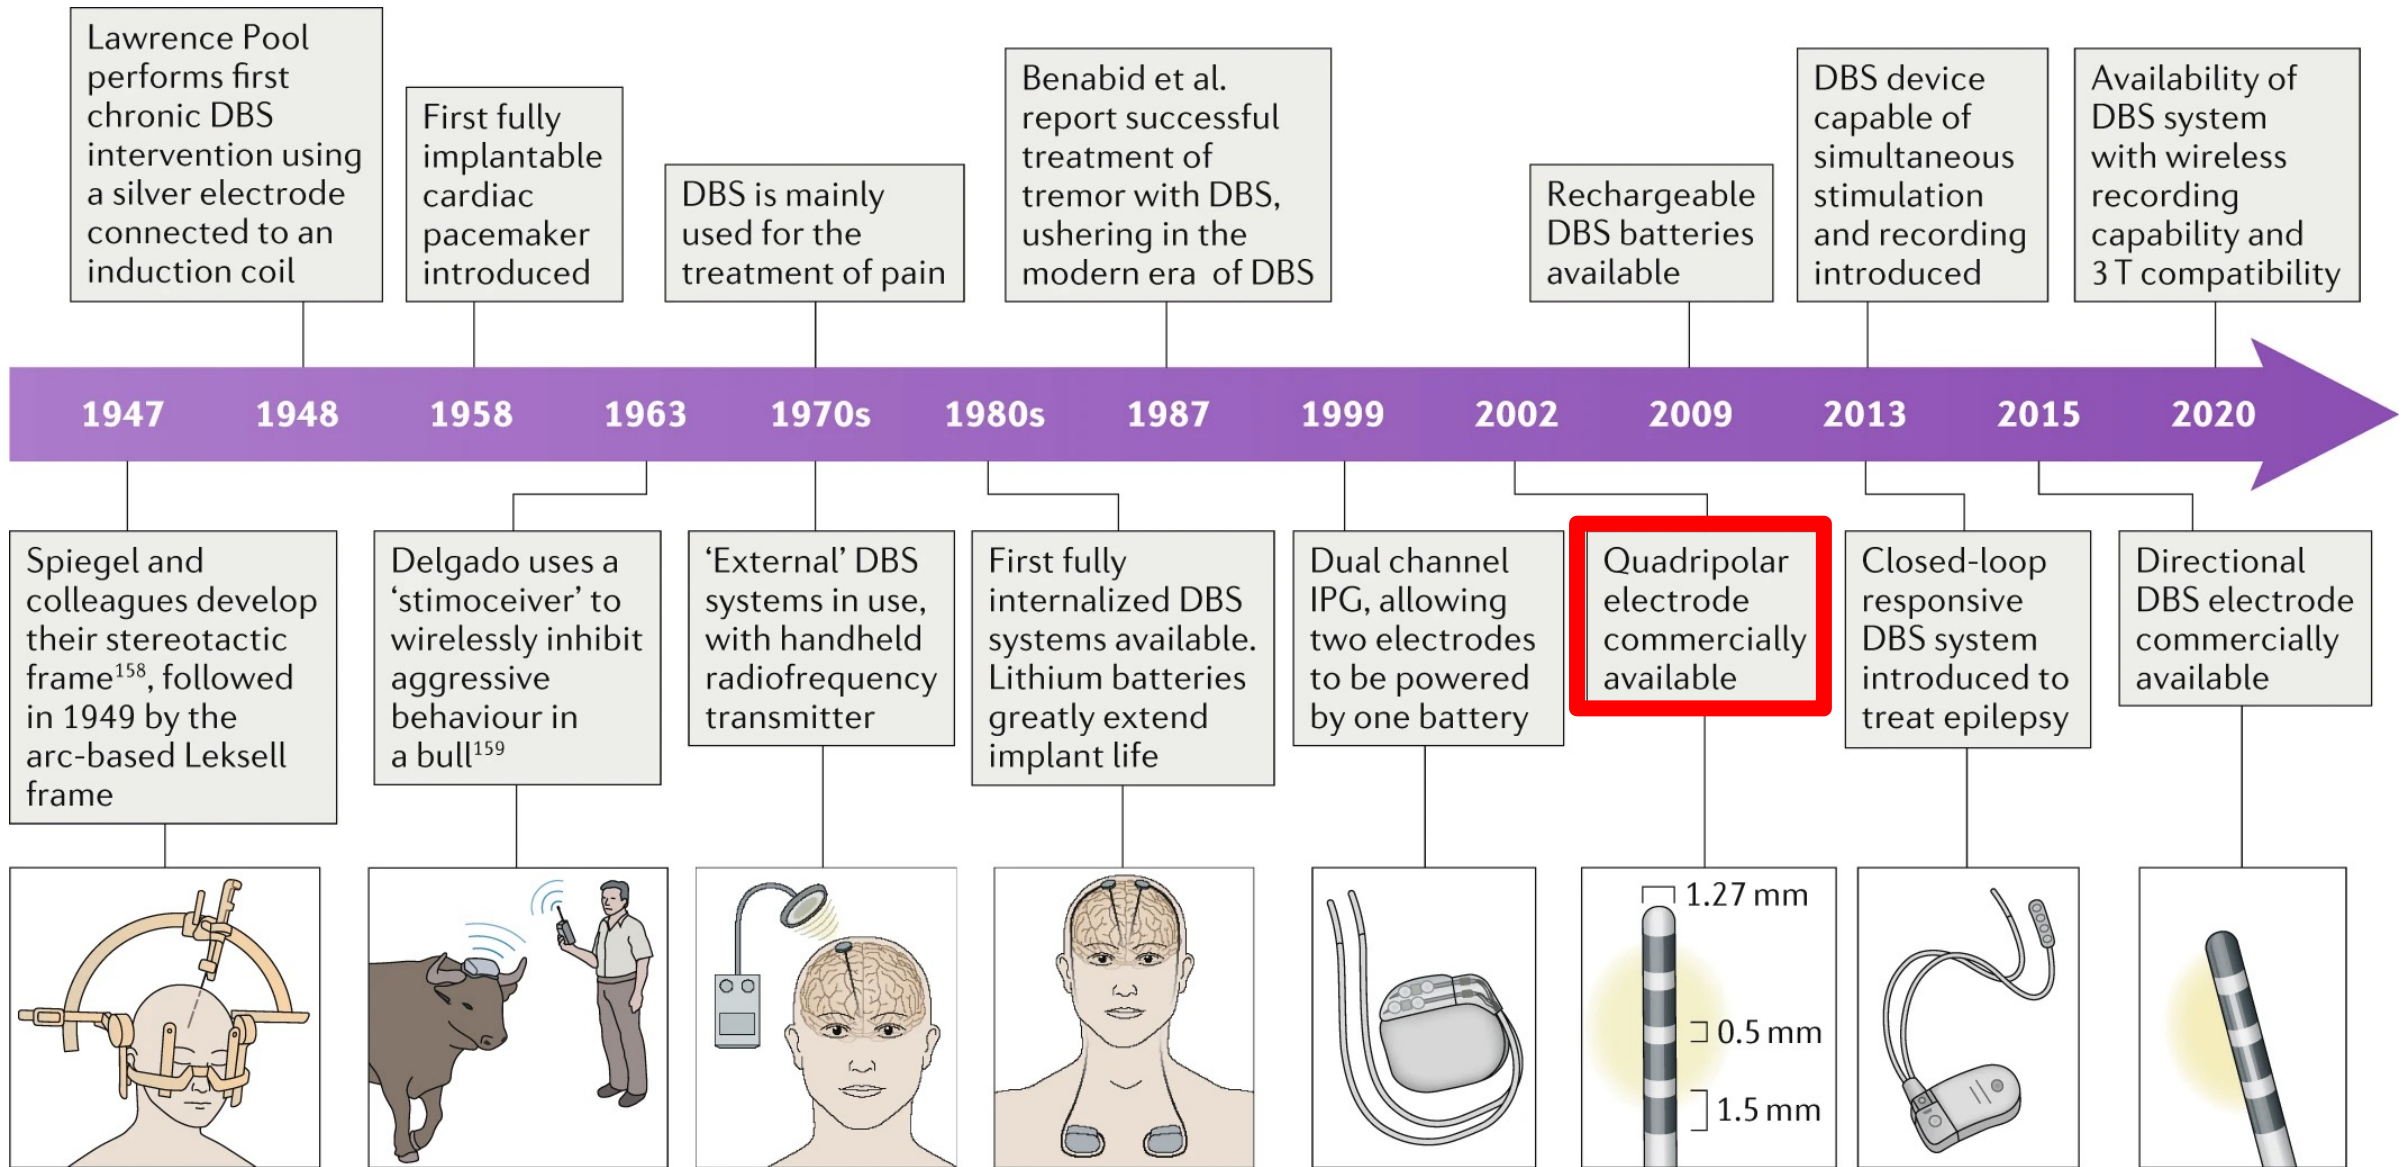 Lawrence Pool
performs first
chronic DBS
intervention using
a silver electrode
connected to an
induction coil
First fully
implantable
cardiac
pacemaker
introduced
DBS is mainly
used for the
treatment of pain
Benabid et al.
report successful
treatment of
tremor with DBS,
ushering in the
modern era of DBS
Rechargeable
DBS batteries
available
DBS device
capable of
simultaneous
stimulation
and recording
introduced
Availability of
DBS system
with wireless
recording
capability and
3 T compatibility
1947 1948 1958 1963 1970s 1980s 1987 1999 2002 2009 2013 2015 2020
Spiegel and
colleagues develop
their stereotactic
frame¹⁵⁸, followed
in 1949 by the
arc-based Leksell
frame
Delgado uses a
‘stimoceiver’ to
wirelessly inhibit
aggressive
behaviour in
a bull¹⁵⁹
‘External’ DBS
systems in use,
with handheld
radiofrequency
transmitter
First fully
internalized DBS
systems available.
Lithium batteries
greatly extend
implant life
Dual channel
IPG, allowing
two electrodes
to be powered
by one battery
Quadripolar
electrode
commercially
available
Closed-loop
responsive
DBS system
introduced to
treat epilepsy
Directional
DBS electrode
commercially
available
1.27 mm
0.5 mm
1.5 mm